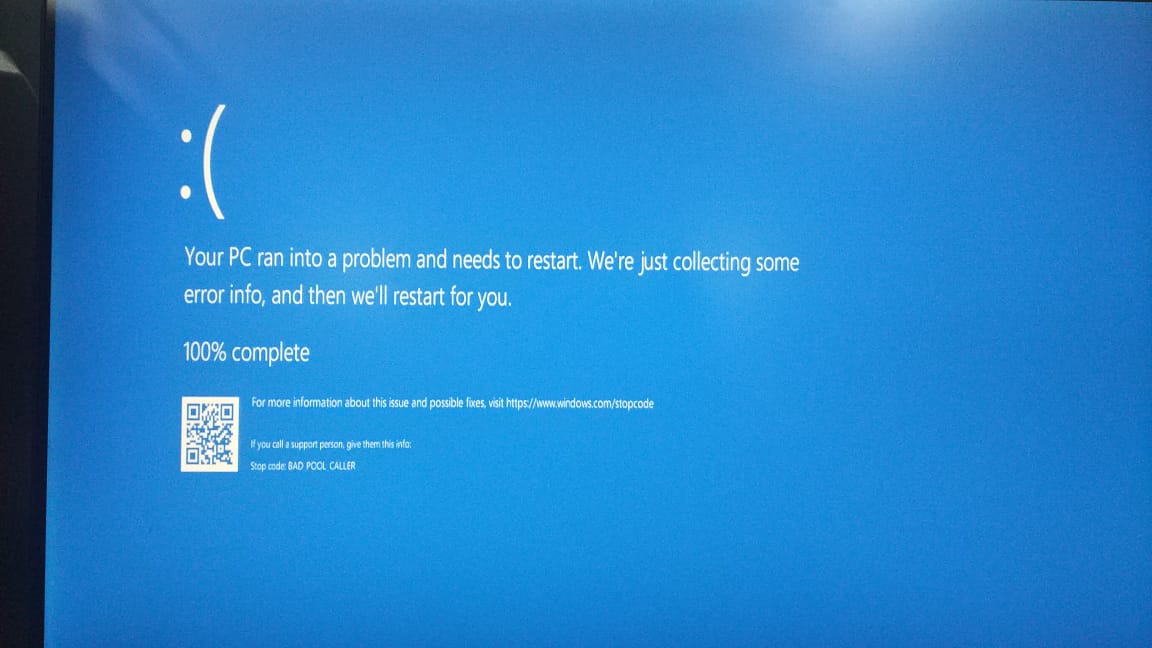 :(
Your PC ran into a problem and needs to restart. We're just collecting some
error info, and then we'll restart for you.
100% complete
For more information about this issue and possible fixes, visit https://www.windows.com/stopcode
If you call a support person, give them this info:
Stop code: BAD POOL CALLER